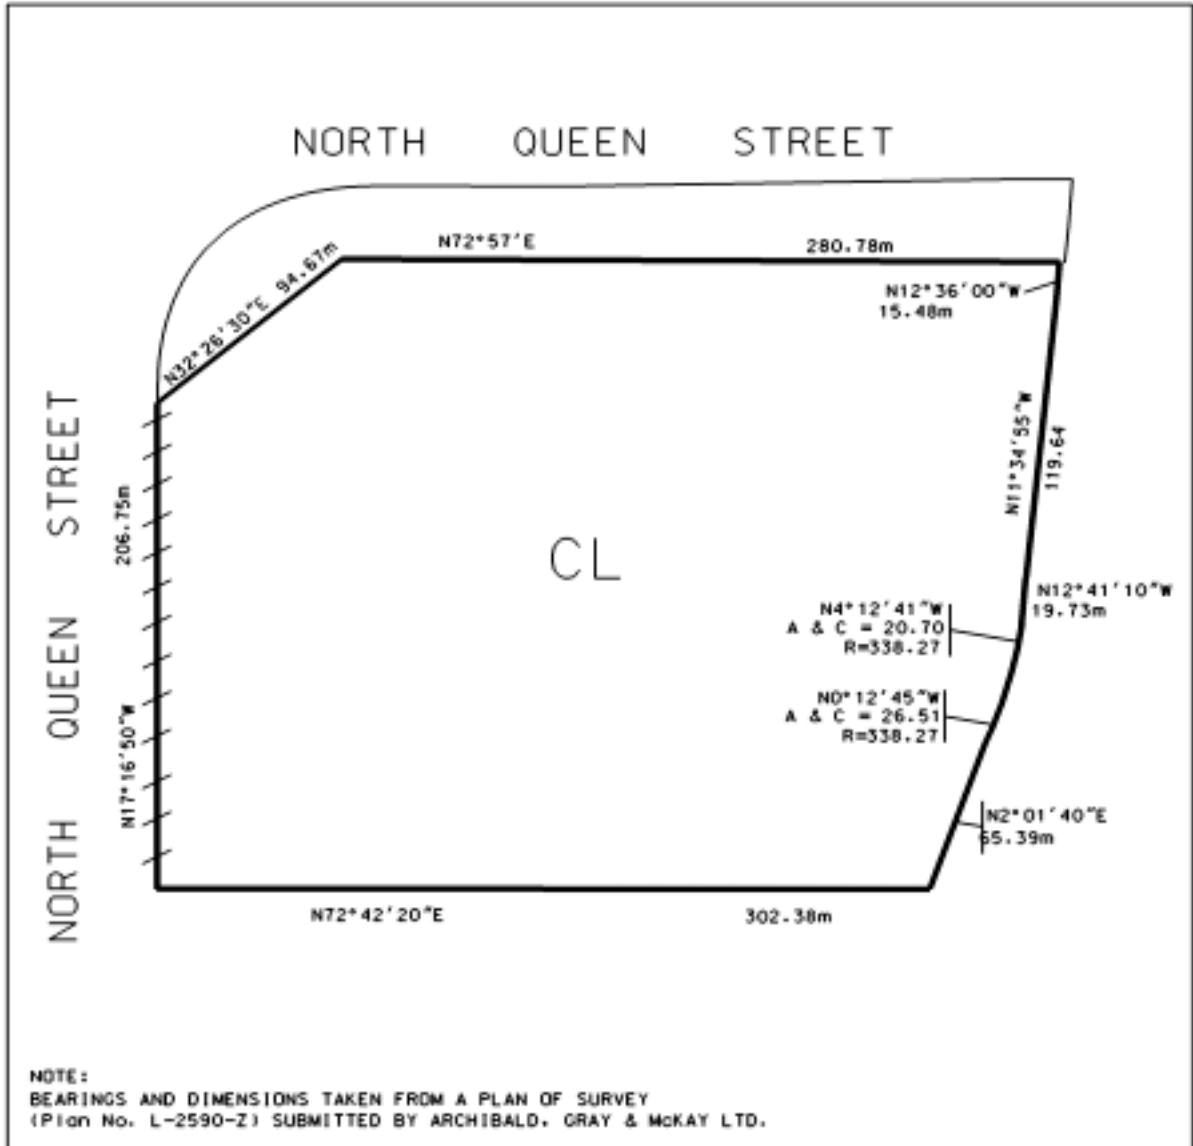 NORTH QUEEN STREET
N72°57'E 280.78m
N32°26'30"E 94.67m
N12°36'00"W
15.48m
NORTH QUEEN STREET
206.75m
N17°16'50"W
N11°34'55"W
119.64
CL
N12°41'10"W
19.73m
N4°12'41"W
A & C = 20.70
R=338.27
N0°12'45"W
A & C = 26.51
R=338.27
N2°01'40"E
65.39m
N72°42'20"E 302.38m
NOTE:
BEARINGS AND DIMENSIONS TAKEN FROM A PLAN OF SURVEY
(Plan No. L-2590-Z) SUBMITTED BY ARCHIBALD, GRAY & McKAY LTD.